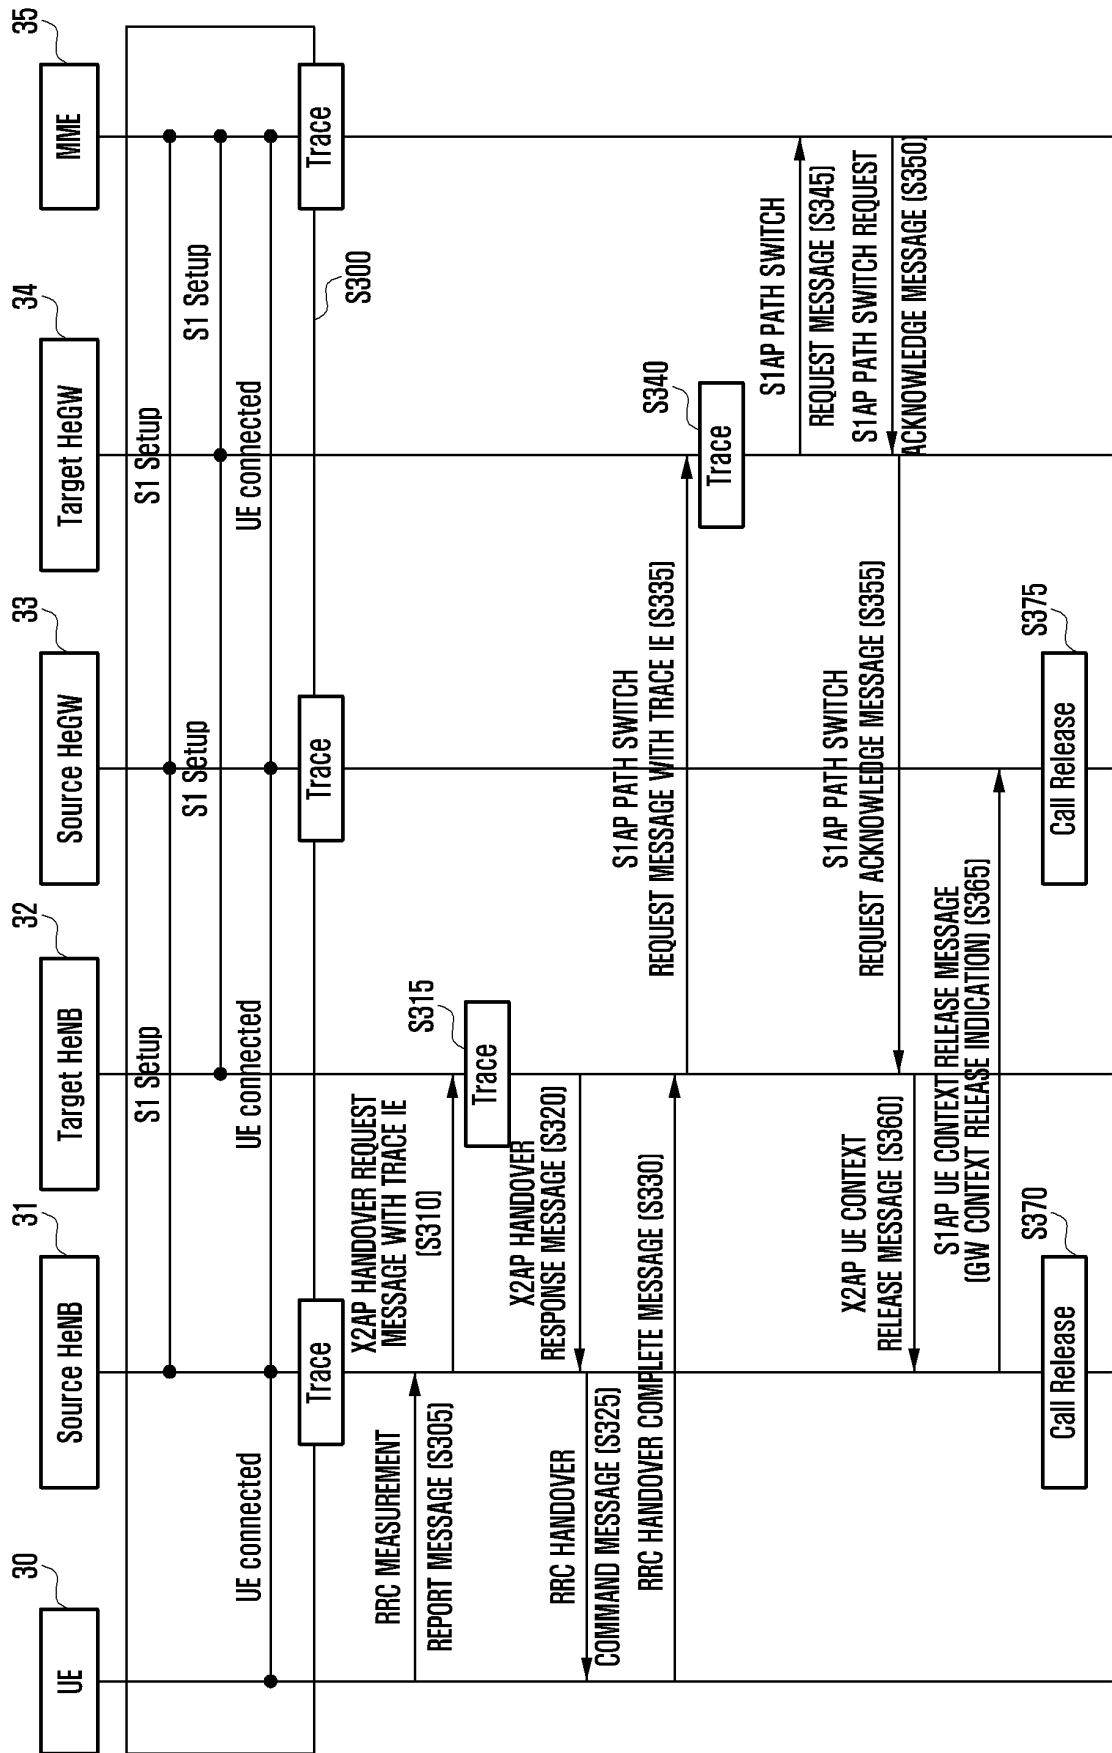 30
UE
31
Source HeNB
32
Target HeNB
33
Source HeGW
34
Target HeGW
35
MME
S1 Setup
S1 Setup
S1 Setup
S1 Setup
UE connected
UE connected
UE connected
Trace
Trace
Trace
S300
RRC MEASUREMENT
REPORT MESSAGE (S305)
X2AP HANDOVER REQUEST
MESSAGE WITH TRACE IE
(S310)
S315
Trace
X2AP HANDOVER
RESPONSE MESSAGE (S320)
RRC HANDOVER
COMMAND MESSAGE (S325)
RRC HANDOVER COMPLETE MESSAGE (S330)
S1AP PATH SWITCH
REQUEST MESSAGE WITH TRACE IE (S335)
S340
Trace
S1AP PATH SWITCH
REQUEST MESSAGE (S345)
S1AP PATH SWITCH REQUEST
ACKNOWLEDGE MESSAGE (S350)
S1AP PATH SWITCH
REQUEST ACKNOWLEDGE MESSAGE (S355)
X2AP UE CONTEXT
RELEASE MESSAGE (S360)
S1AP UE CONTEXT RELEASE MESSAGE
(GW CONTEXT RELEASE INDICATION) (S365)
S370
Call Release
S375
Call Release